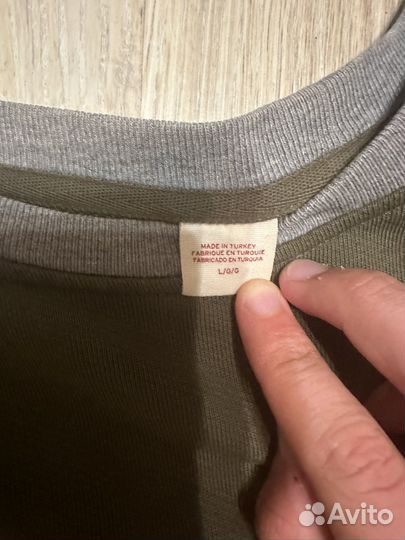 MADE IN TURKEY
FABRIQUE EN TURQUIE
FABRICADO EN TURQUIA
L/G/G
Avito